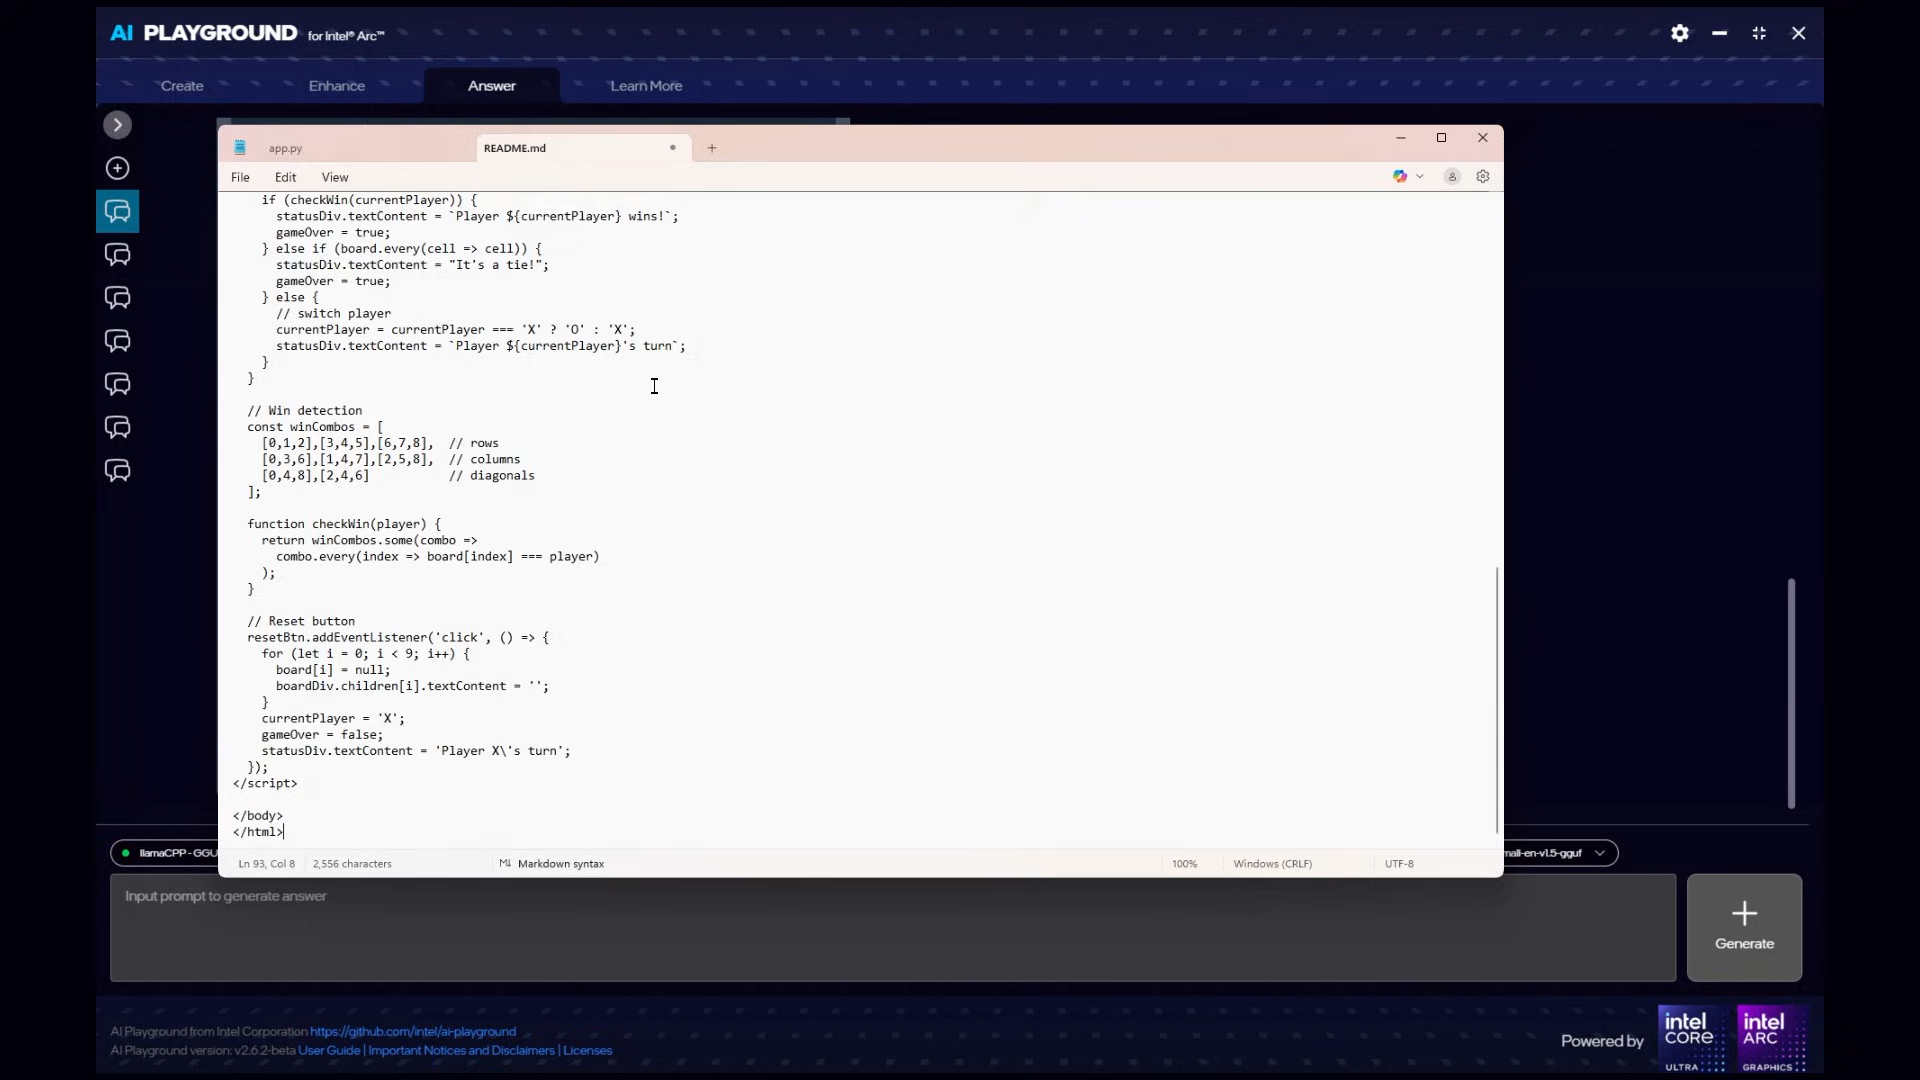 AI PLAYGROUND for Intel® Arc™
Create
Enhance
Answer
Learn More
app.py
README.md
File
Edit
View
if (checkWin(currentPlayer)) {
statusDiv.textContent = `Player ${currentPlayer} wins!`;
gameOver = true;
} else if (board.every(cell => cell)) {
statusDiv.textContent = "It's a tie!";
gameOver = true;
} else {
// switch player
currentPlayer = currentPlayer === 'X' ? 'O' : 'X';
statusDiv.textContent = `Player ${currentPlayer}'s turn`;
}
}
// Win detection
const winCombos = [
[0,1,2],[3,4,5],[6,7,8], // rows
[0,3,6],[1,4,7],[2,5,8], // columns
[0,4,8],[2,4,6] // diagonals
];
function checkWin(player) {
return winCombos.some(combo =>
combo.every(index => board[index] === player)
);
}
// Reset button
resetBtn.addEventListener('click', () => {
for (let i = 0; i < 9; i++) {
board[i] = null;
boardDiv.children[i].textContent = '';
}
currentPlayer = 'X';
gameOver = false;
statusDiv.textContent = 'Player X\'s turn';
});
</script>
</body>
</html>
Ln 93, Col 8
2,556 characters
M↓ Markdown syntax
100%
Windows (CRLF)
UTF-8
llamaCPP - GGU
mall-en-v1.5-gguf
Input prompt to generate answer
Generate
AI Playground from Intel Corporation https://github.com/intel/ai-playground
AI Playground version: v2.6.2-beta User Guide | Important Notices and Disclaimers | Licenses
Powered by
intel CORE ULTRA
intel ARC GRAPHICS